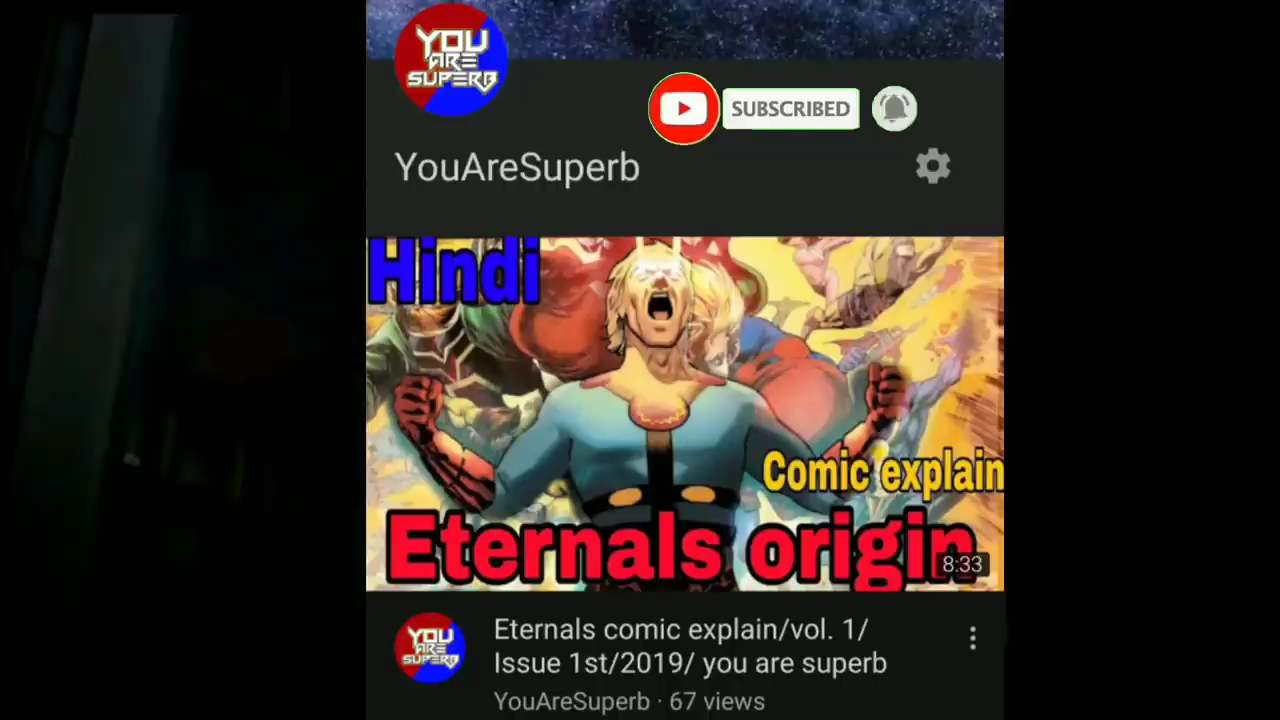 YOU
ARE
SUPERB
SUBSCRIBED
YouAreSuperb
Hindi
Comic explain
Eternals origin
8:33
YOU
ARE
SUPERB
Eternals comic explain/vol. 1/
Issue 1st/2019/ you are superb
YouAreSuperb · 67 views